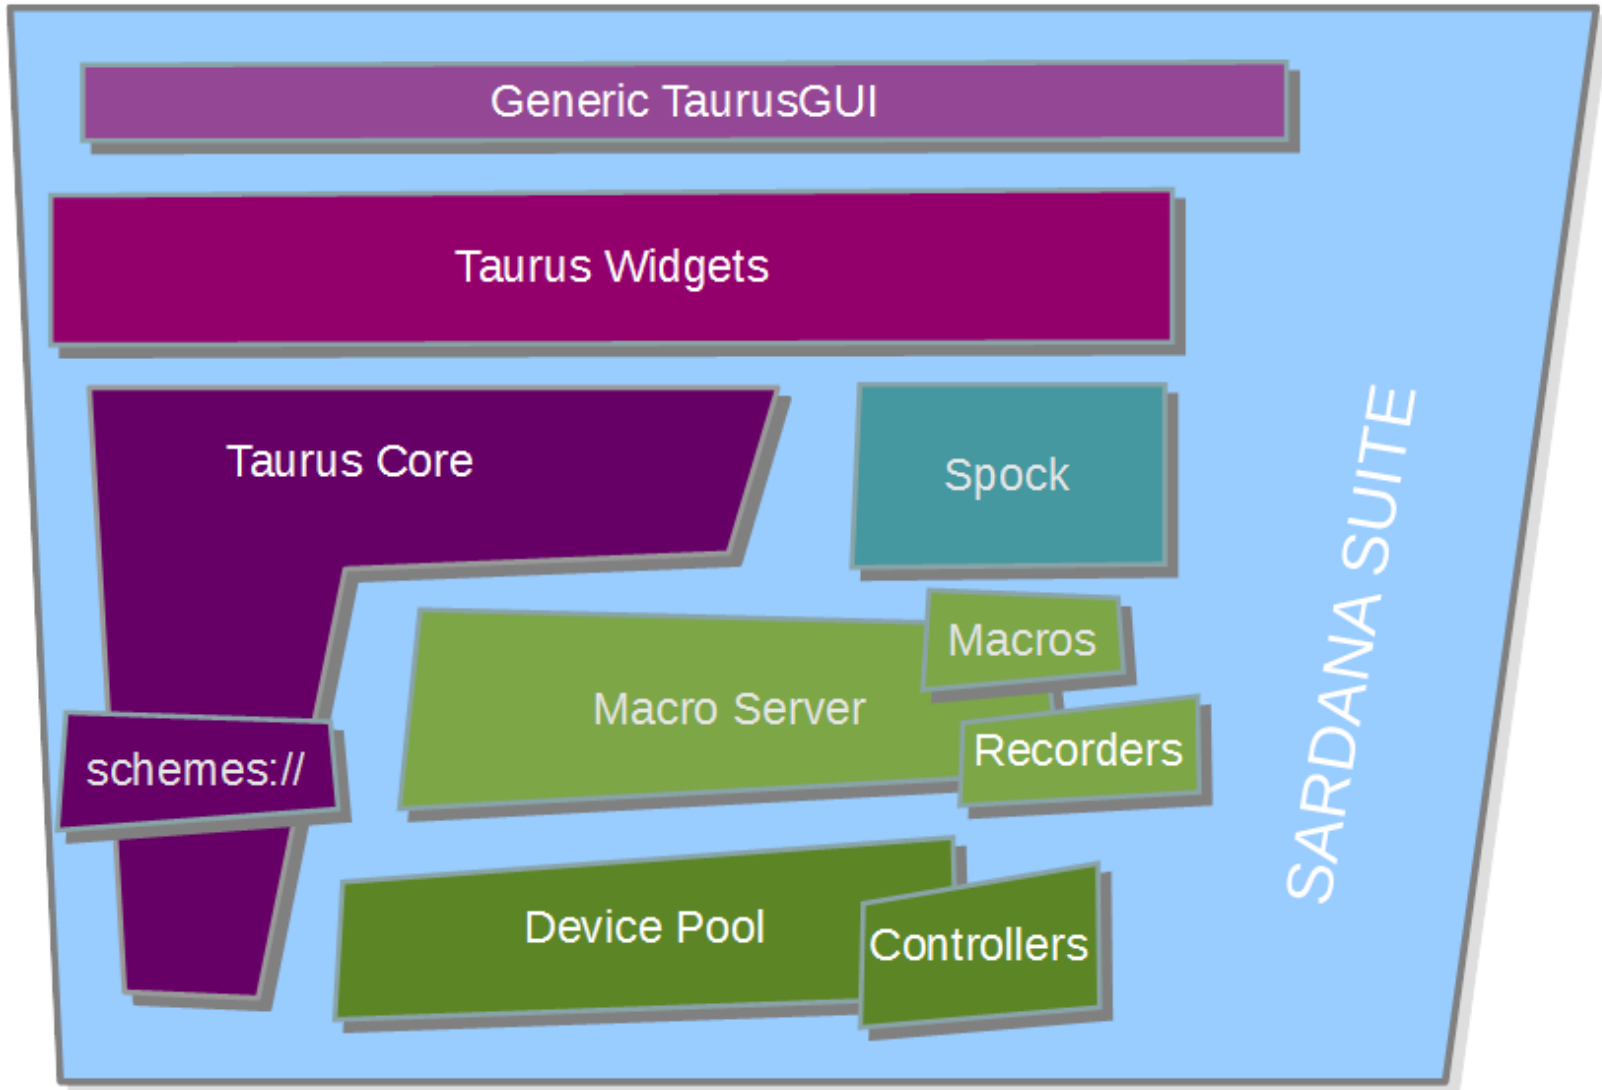 Generic TaurusGUI
Taurus Widgets
Taurus Core
Spock
Macros
Macro Server
Recorders
schemes://
Device Pool
Controllers
SARDANA SUITE